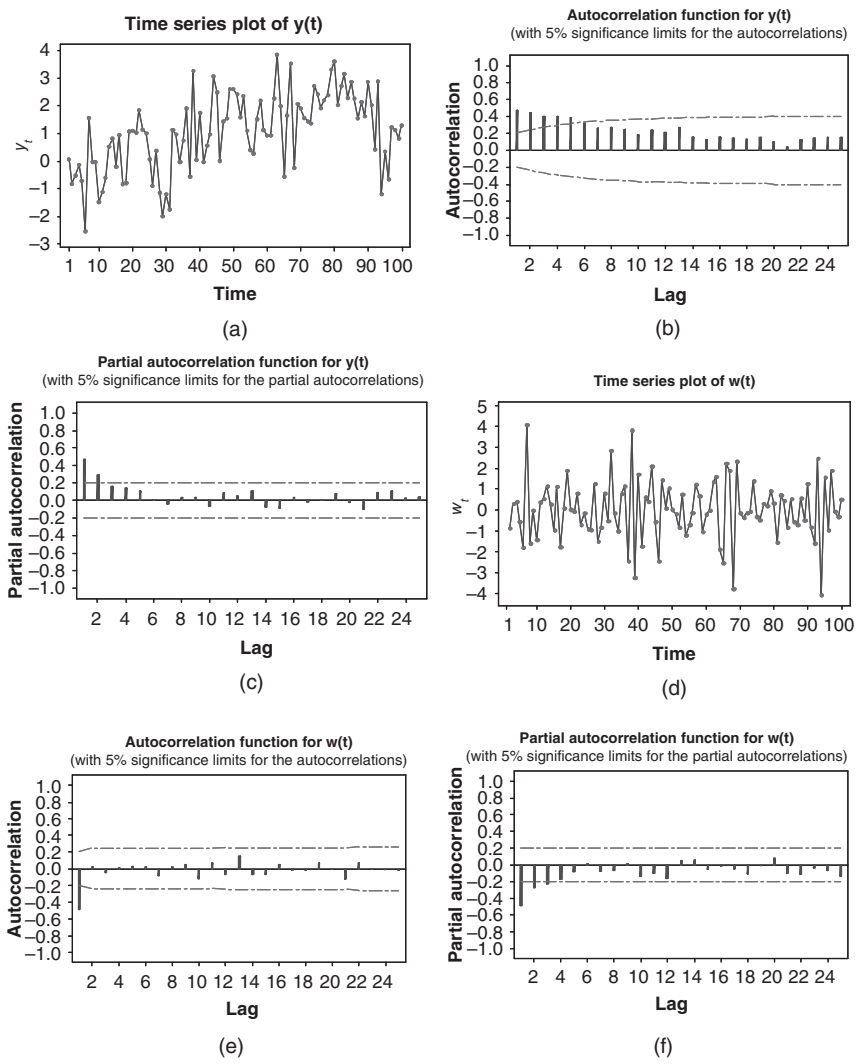 Time series plot of y(t)
4
3
2
1
0
−1
−2
−3
y_t
1 10 20 30 40 50 60 70 80 90 100
Time
(a)
Autocorrelation function for y(t)
(with 5% significance limits for the autocorrelations)
1.0
0.8
0.6
0.4
0.2
0.0
−0.2
−0.4
−0.6
−0.8
−1.0
Autocorrelation
2 4 6 8 10 12 14 16 18 20 22 24
Lag
(b)
Partial autocorrelation function for y(t)
(with 5% significance limits for the partial autocorrelations)
1.0
0.8
0.6
0.4
0.2
0.0
−0.2
−0.4
−0.6
−0.8
−1.0
Partial autocorrelation
2 4 6 8 10 12 14 16 18 20 22 24
Lag
(c)
Time series plot of w(t)
5
4
3
2
1
0
−1
−2
−3
−4
w_t
1 10 20 30 40 50 60 70 80 90 100
Time
(d)
Autocorrelation function for w(t)
(with 5% significance limits for the autocorrelations)
1.0
0.8
0.6
0.4
0.2
0.0
−0.2
−0.4
−0.6
−0.8
−1.0
Autocorrelation
2 4 6 8 10 12 14 16 18 20 22 24
Lag
(e)
Partial autocorrelation function for w(t)
(with 5% significance limits for the partial autocorrelations)
1.0
0.8
0.6
0.4
0.2
0.0
−0.2
−0.4
−0.6
−0.8
−1.0
Partial autocorrelation
2 4 6 8 10 12 14 16 18 20 22 24
Lag
(f)